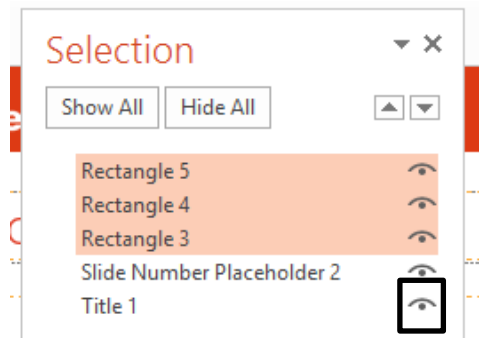 Selection
Show All Hide All
Rectangle 5
Rectangle 4
Rectangle 3
Slide Number Placeholder 2
Title 1